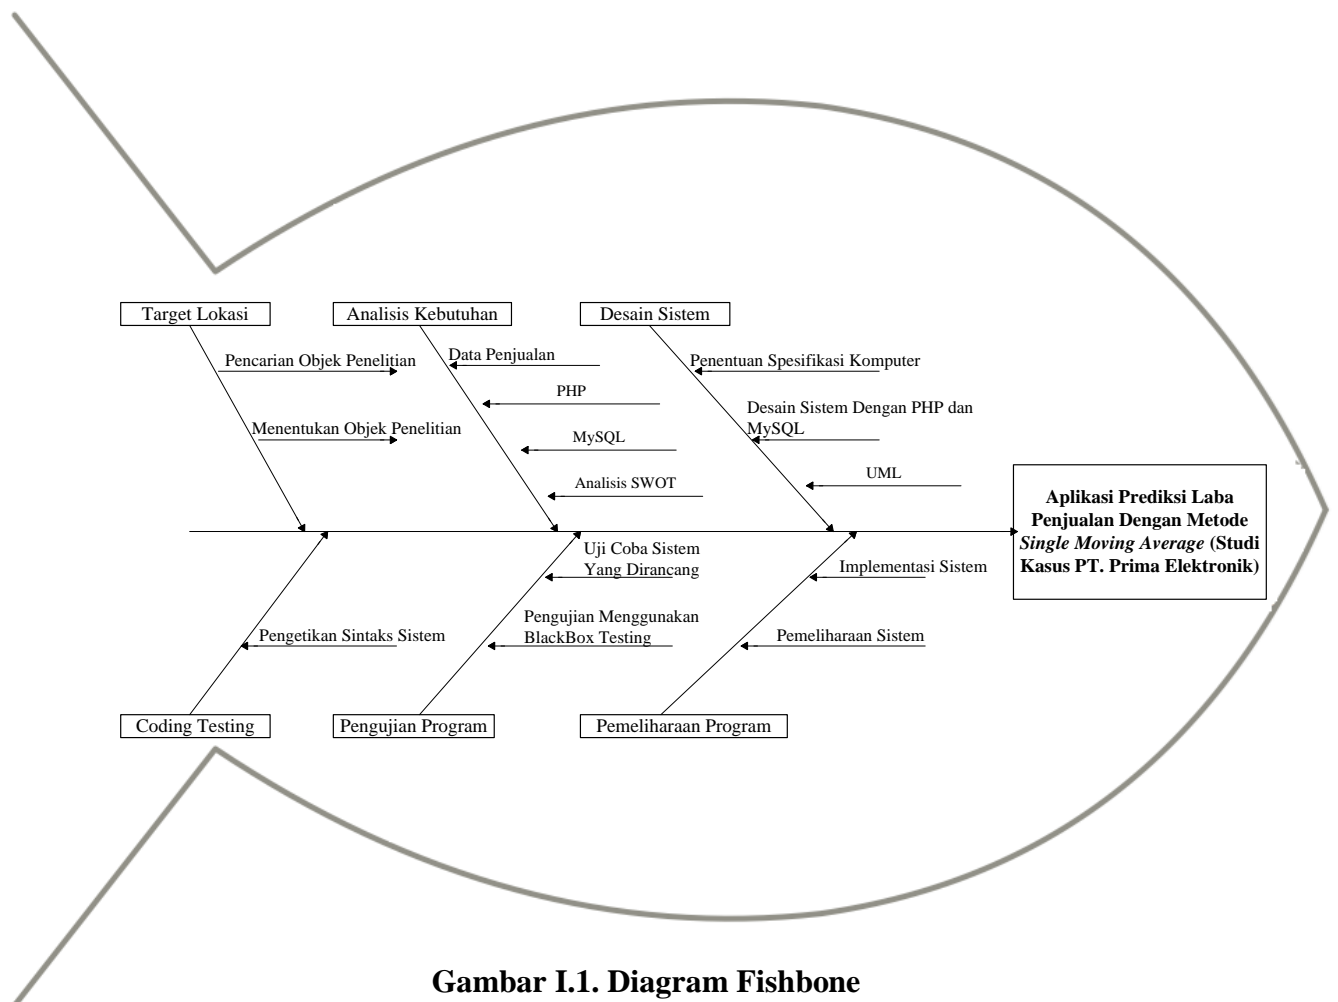 Target Lokasi
Analisis Kebutuhan
Desain Sistem
Pencarian Objek Penelitian
Menentukan Objek Penelitian
Data Penjualan
PHP
MySQL
Analisis SWOT
Penentuan Spesifikasi Komputer
Desain Sistem Dengan PHP dan
MySQL
UML
Aplikasi Prediksi Laba
Penjualan Dengan Metode
Single Moving Average (Studi
Kasus PT. Prima Elektronik)
Pengetikan Sintaks Sistem
Uji Coba Sistem
Yang Dirancang
Pengujian Menggunakan
BlackBox Testing
Implementasi Sistem
Pemeliharaan Sistem
Coding Testing
Pengujian Program
Pemeliharaan Program
Gambar I.1. Diagram Fishbone